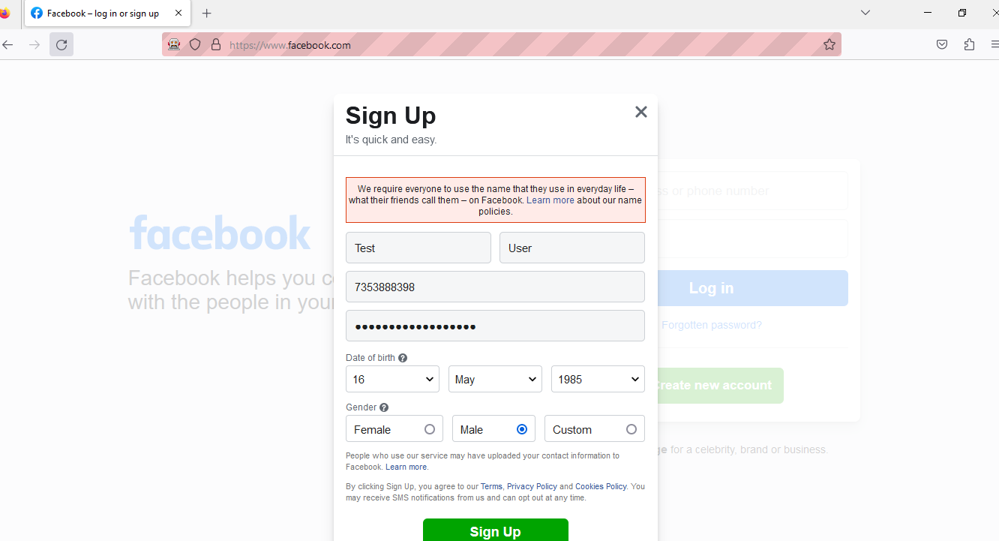 Facebook – log in or sign up
https://www.facebook.com
Sign Up
It's quick and easy.
We require everyone to use the name that they use in everyday life –
what their friends call them – on Facebook. Learn more about our name
policies.
Test
User
7353888398
Date of birth
16
May
1985
Gender
Female
Male
Custom
People who use our service may have uploaded your contact information to
Facebook. Learn more.
By clicking Sign Up, you agree to our Terms, Privacy Policy and Cookies Policy. You
may receive SMS notifications from us and can opt out at any time.
Sign Up
facebook
Facebook helps you
with the people in your
or phone number
Log in
Forgotten password?
Create new account
for a celebrity, brand or business.